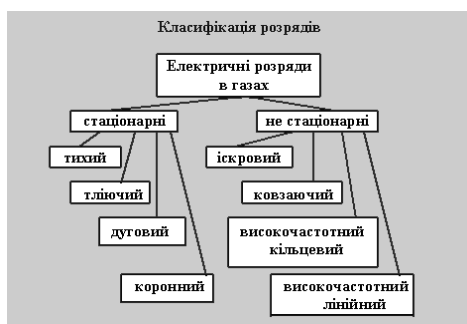 Класифікація розрядів
Електричні розряди
в газах
стаціонарні
не стаціонарні
тихий
іскровий
тліючий
ковзаючий
дуговий
високочастотний
кільцевий
коронний
високочастотний
лінійний